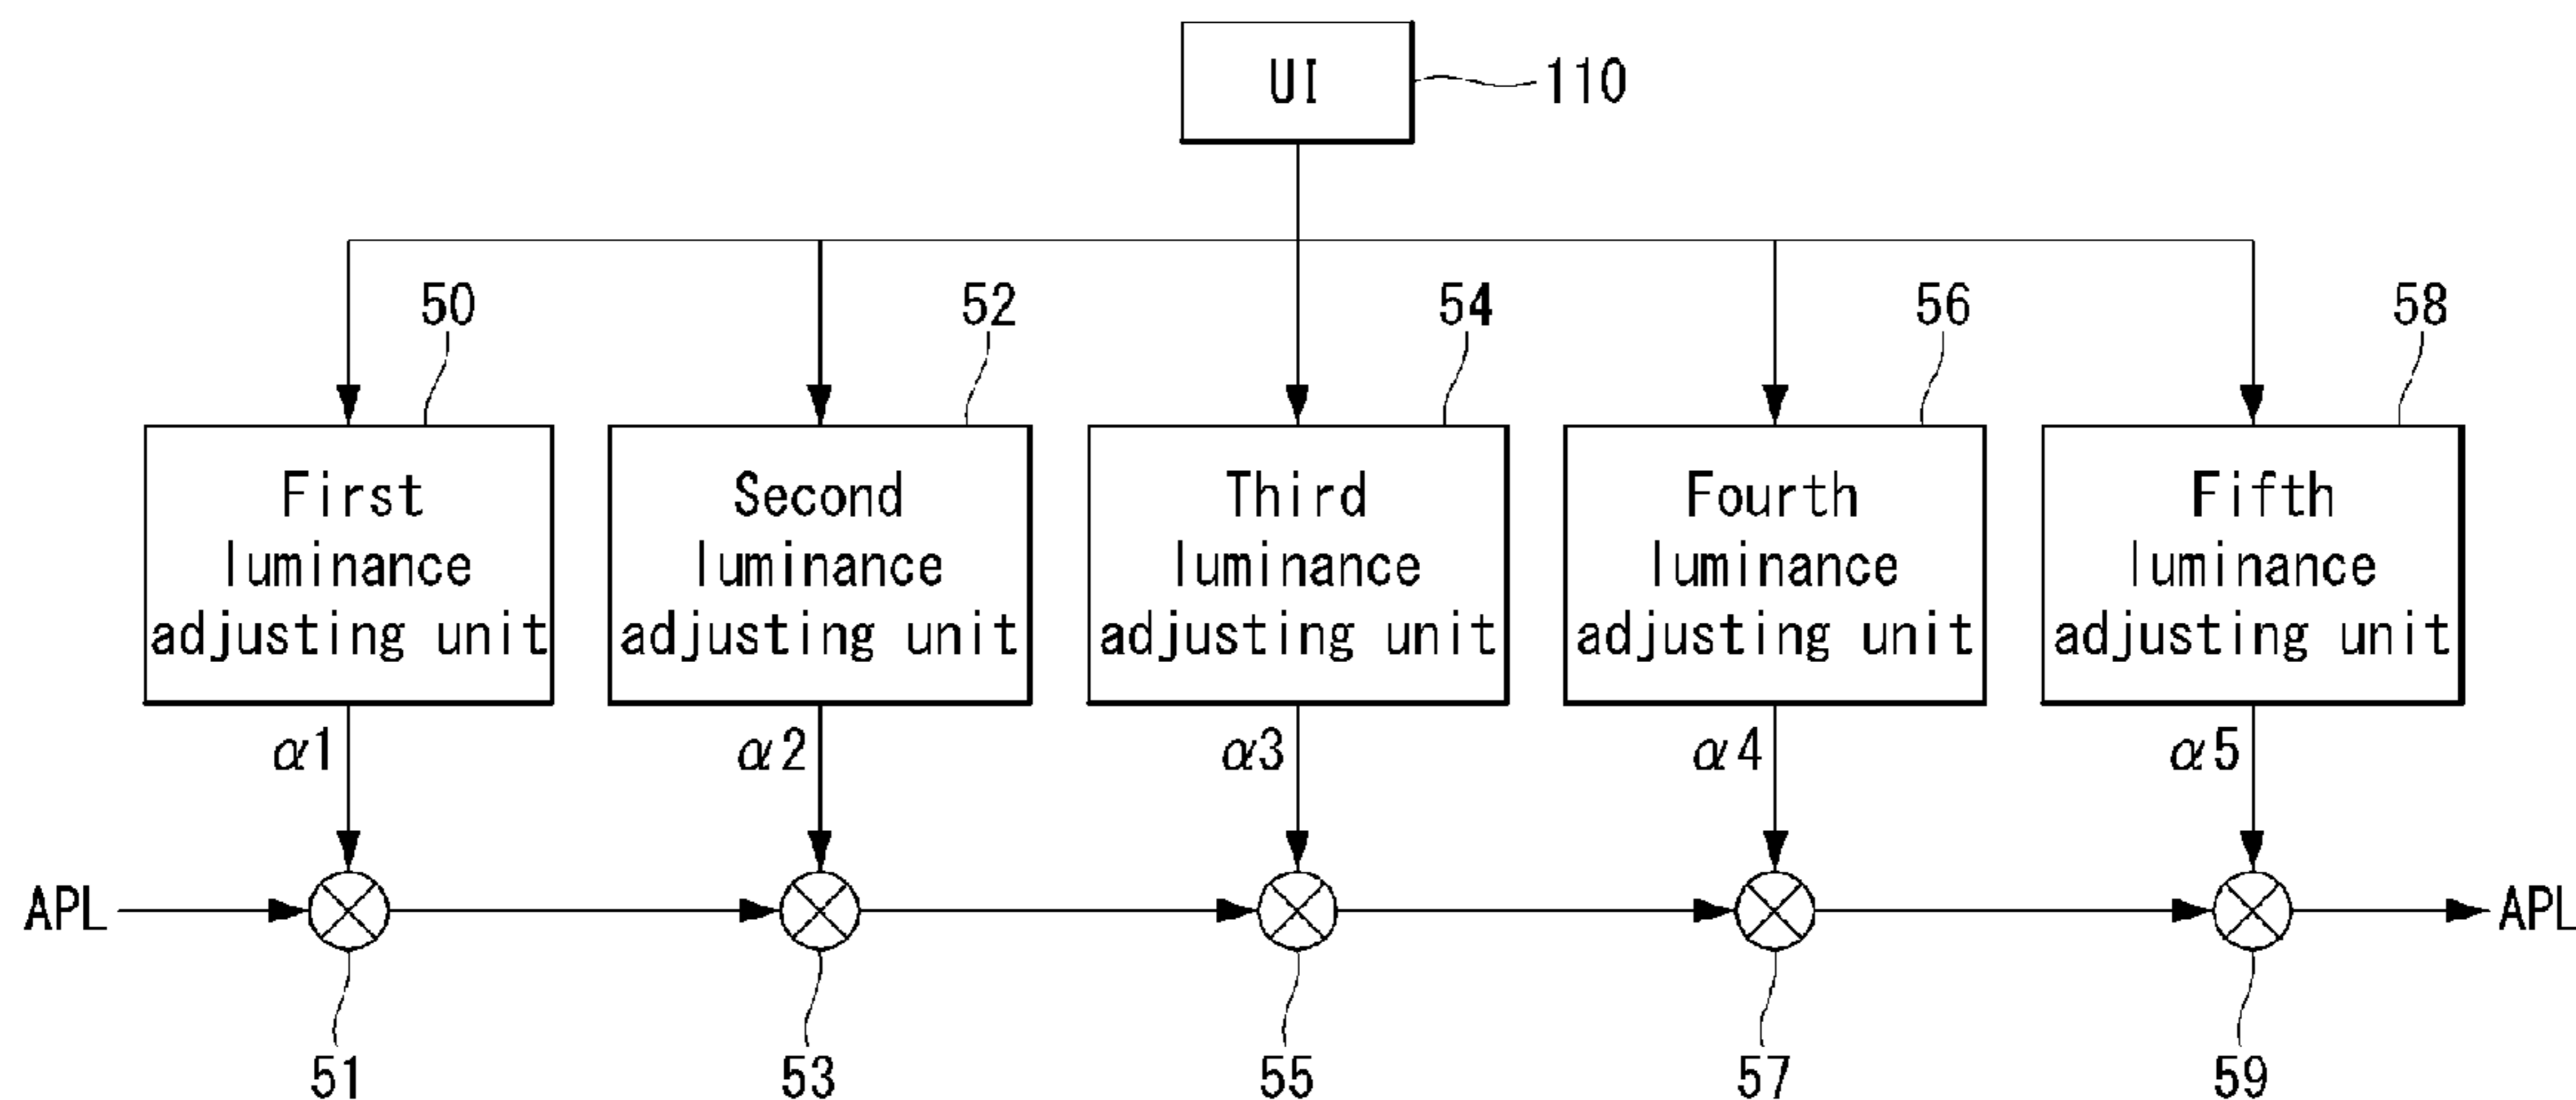 UI
110
50
52
54
56
58
First
luminance
adjusting unit
Second
luminance
adjusting unit
Third
luminance
adjusting unit
Fourth
luminance
adjusting unit
Fifth
luminance
adjusting unit
α1
α2
α3
α4
α5
APL
APL
51
53
55
57
59